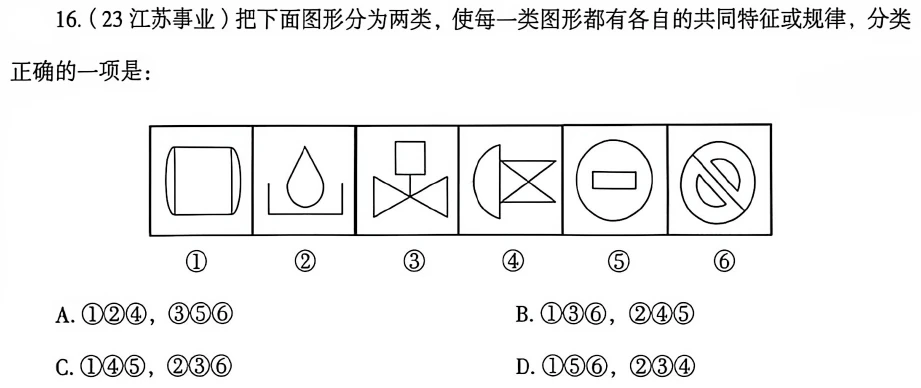 16.（23 江苏事业）把下面图形分为两类，使每一类图形都有各自的共同特征或规律，分类
正确的一项是：
① ② ③ ④ ⑤ ⑥
A. ①②④，③⑤⑥ B. ①③⑥，②④⑤
C. ①④⑤，②③⑥ D. ①⑤⑥，②③④